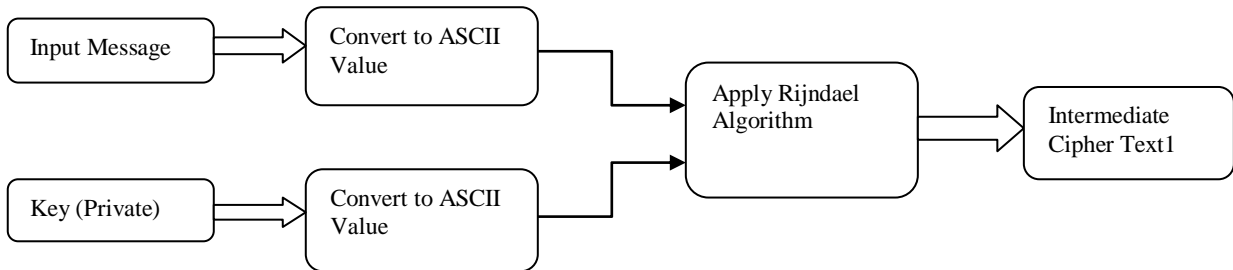 Input Message
Convert to ASCII
Value
Apply Rijndael
Algorithm
Intermediate
Cipher Text1
Key (Private)
Convert to ASCII
Value